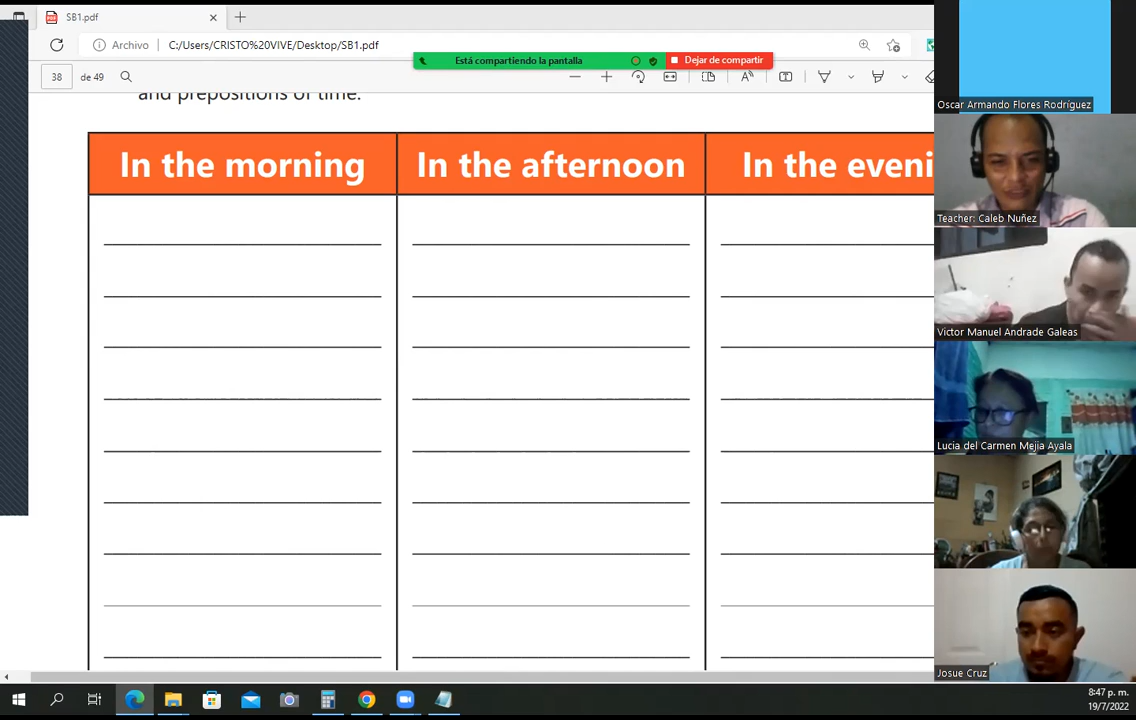 SB1.pdf
Archivo
C:/Users/CRISTO%20VIVE/Desktop/SB1.pdf
Está compartiendo la pantalla
Dejar de compartir
38
de 49
and prepositions of time.
In the morning
In the afternoon
In the eveni
Oscar Armando Flores Rodríguez
Teacher: Caleb Nuñez
Victor Manuel Andrade Galeas
Lucia del Carmen Mejia Ayala
Josue Cruz
8:47 p. m.
19/7/2022